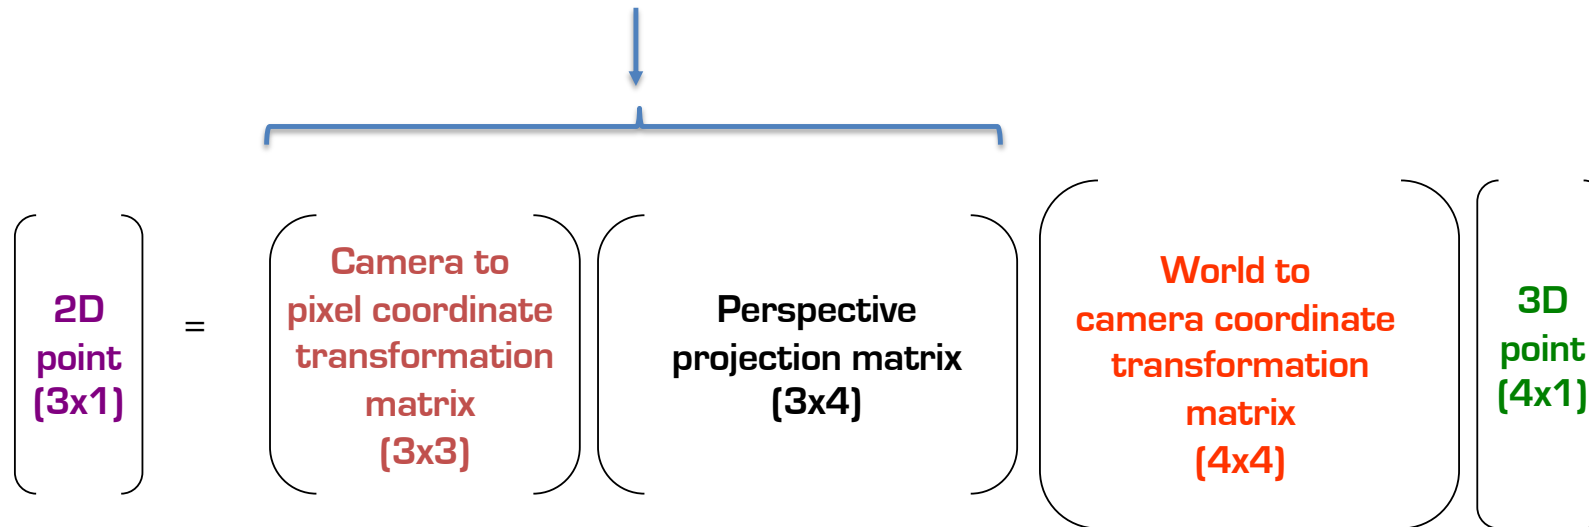 2D
point
(3x1)
=
Camera to
pixel coordinate
transformation
matrix
(3x3)
Perspective
projection matrix
(3x4)
World to
camera coordinate
transformation
matrix
(4x4)
3D
point
(4x1)